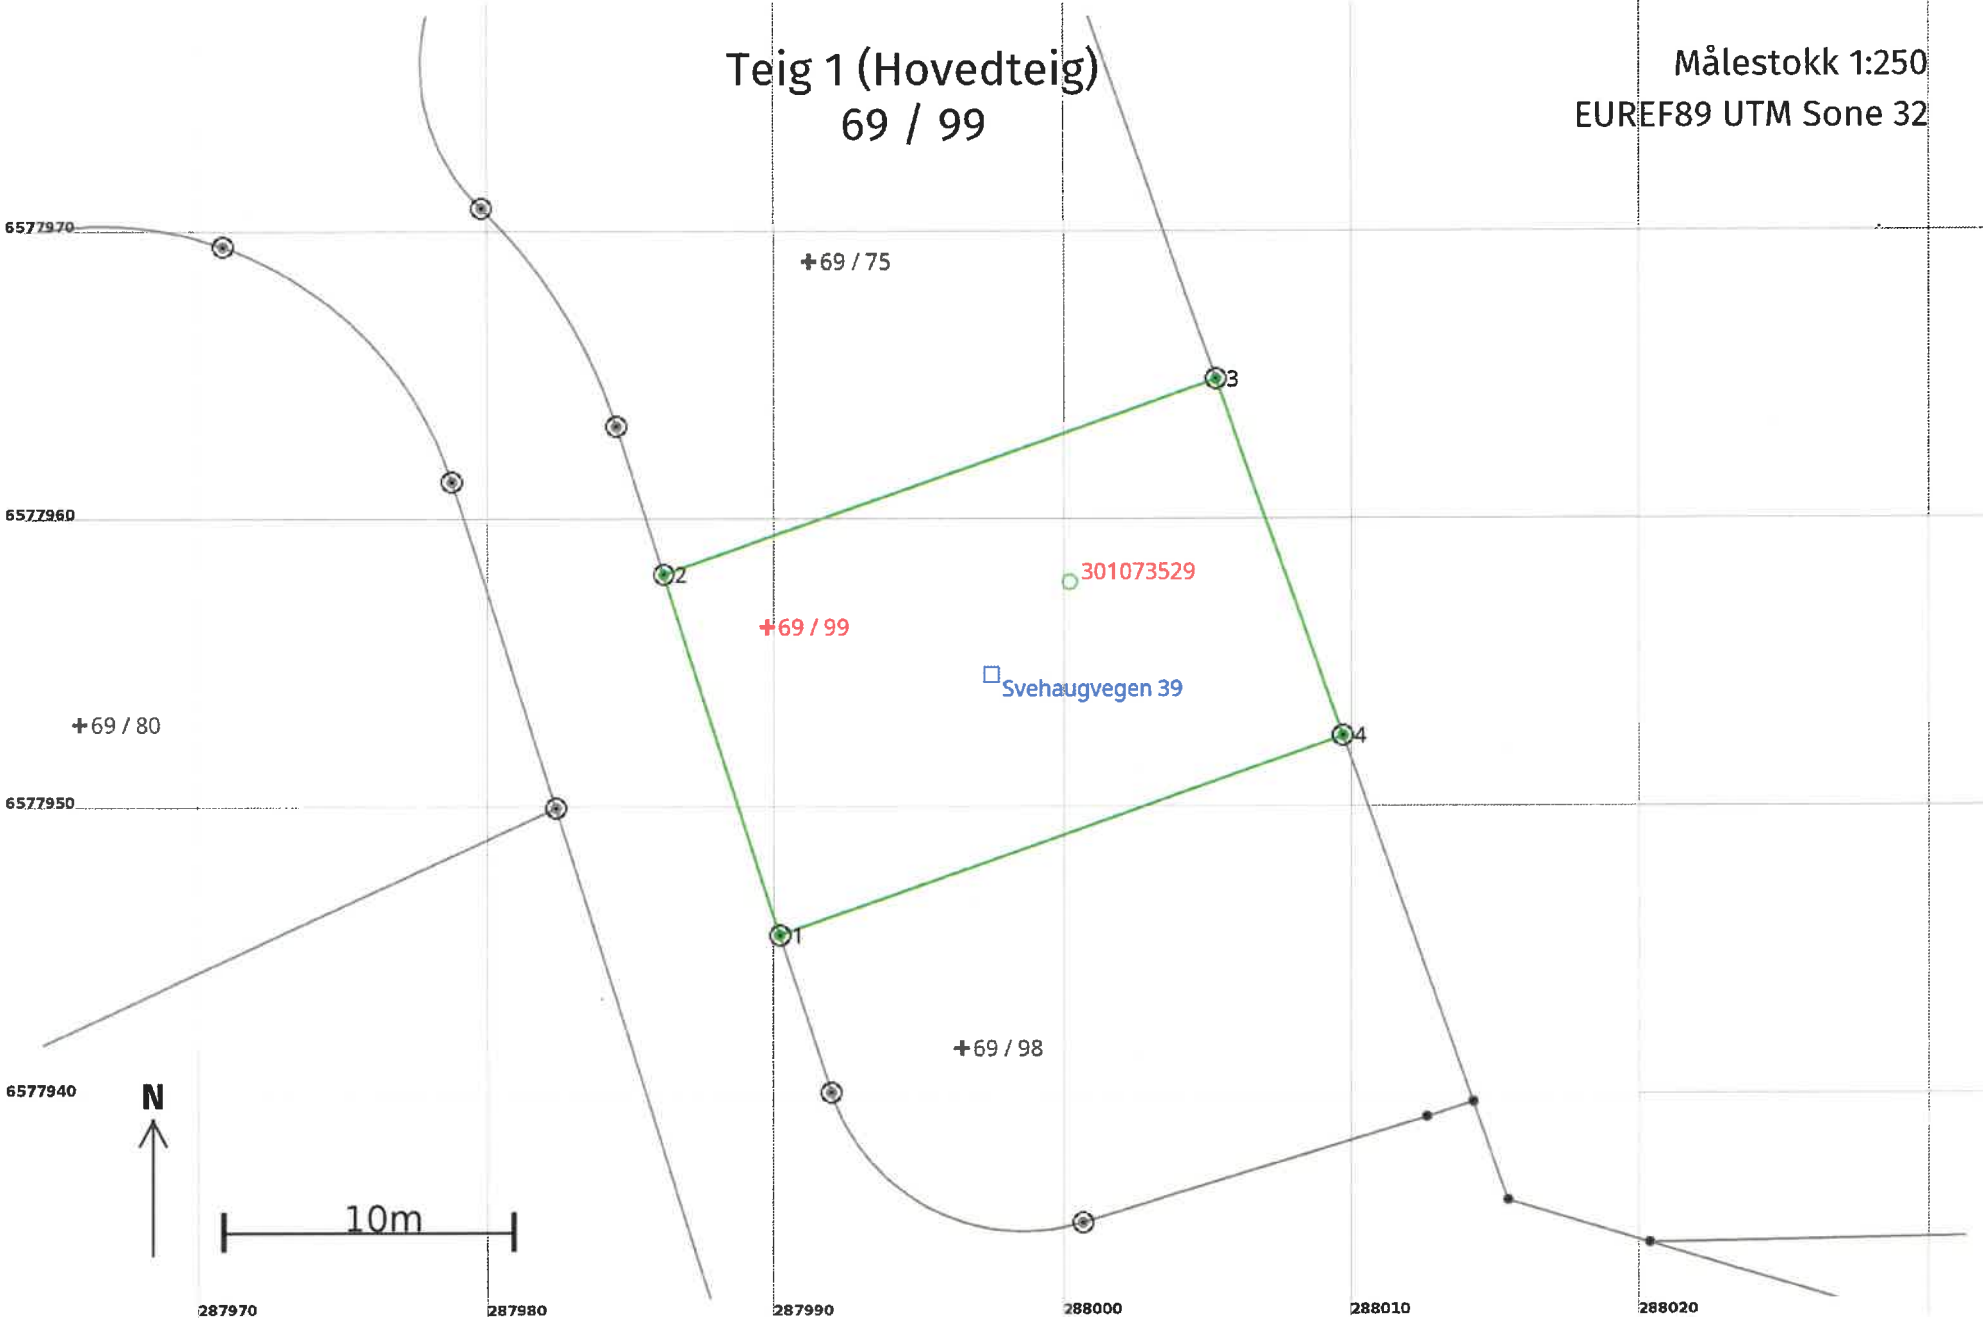 Teig 1 (Hovedteig)
69 / 99
Målestokk 1:250
EUREF89 UTM Sone 32
6577970
69 / 75
3
6577960
2
301073529
69 / 99
Svehaugvegen 39
69 / 80
4
6577950
1
69 / 98
6577940
N
10m
287970
287980
287990
288000
288010
288020